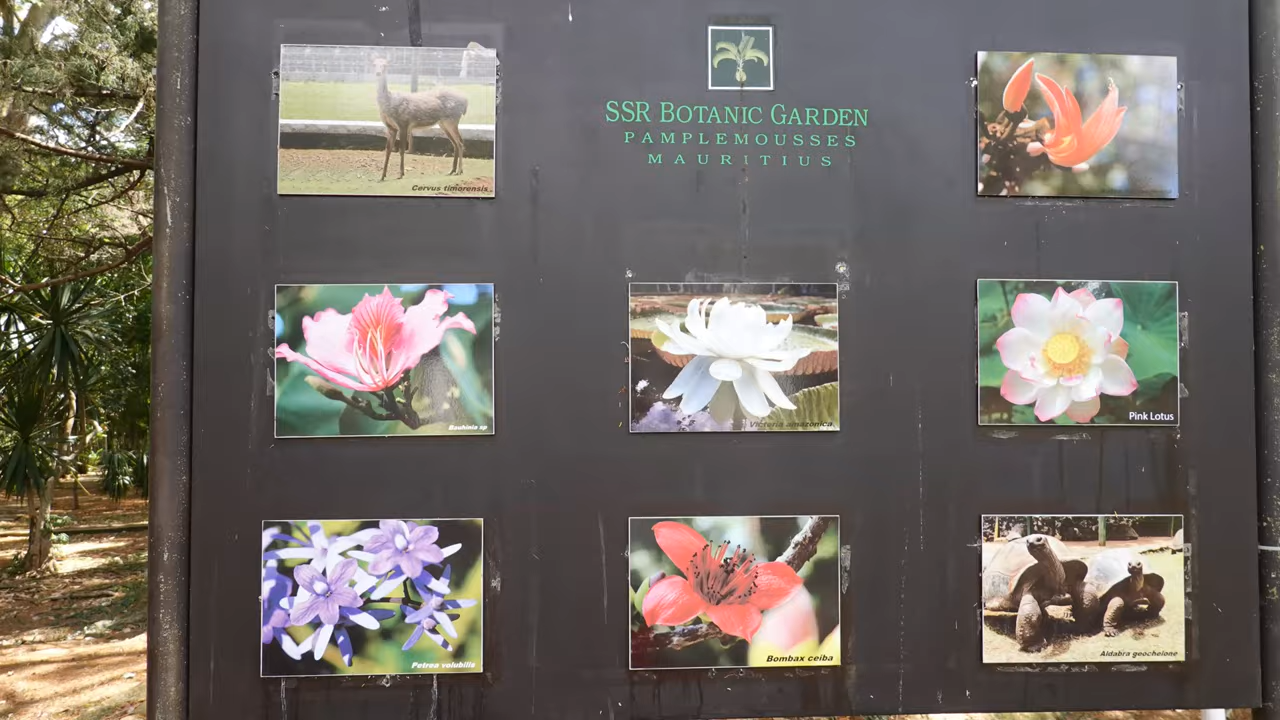 SSR BOTANIC GARDEN
PAMPLEMOUSSES
MAURITIUS
Cervus timorensis
Bauhinia sp
Victoria amazonica
Pink Lotus
Petrea volubilis
Bombax ceiba
Aldabra geochelone